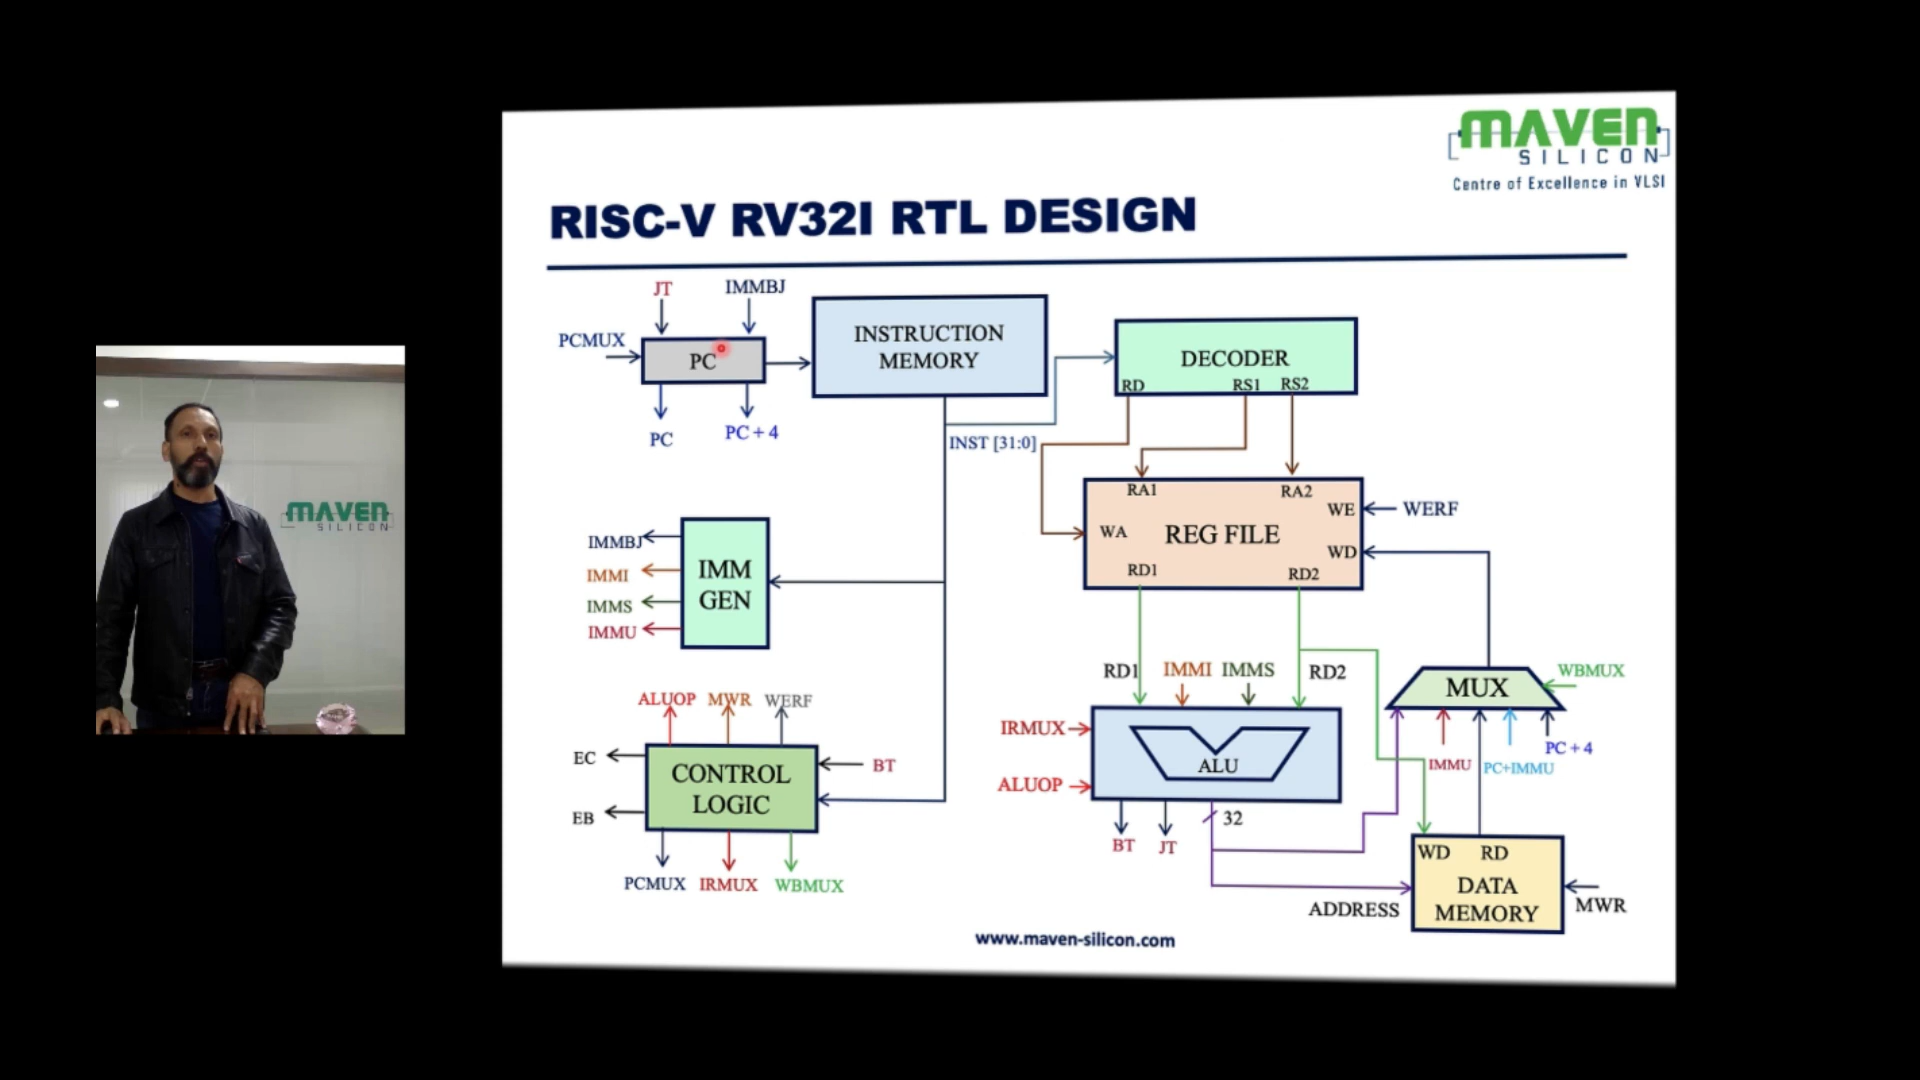 MAVEN
SILICON
Centre of Excellence in VLSI
RISC-V RV32I RTL DESIGN
JT
IMMBJ
PCMUX
PC
PC
PC + 4
INSTRUCTION
MEMORY
INST [31:0]
DECODER
RD
RS1
RS2
RA1
RA2
WA
REG FILE
WE
WERF
WD
RD1
RD2
MAVEN
SILICON
IMMBJ
IMMI
IMMS
IMMU
IMM
GEN
ALUOP
MWR
WERF
EC
EB
CONTROL
LOGIC
BT
PCMUX
IRMUX
WBMUX
RD1
IMMI
IMMS
RD2
IRMUX
ALUOP
ALU
BT
JT
32
MUX
WBMUX
IMMU
PC+IMMU
PC + 4
WD
RD
DATA
MEMORY
ADDRESS
MWR
www.maven-silicon.com